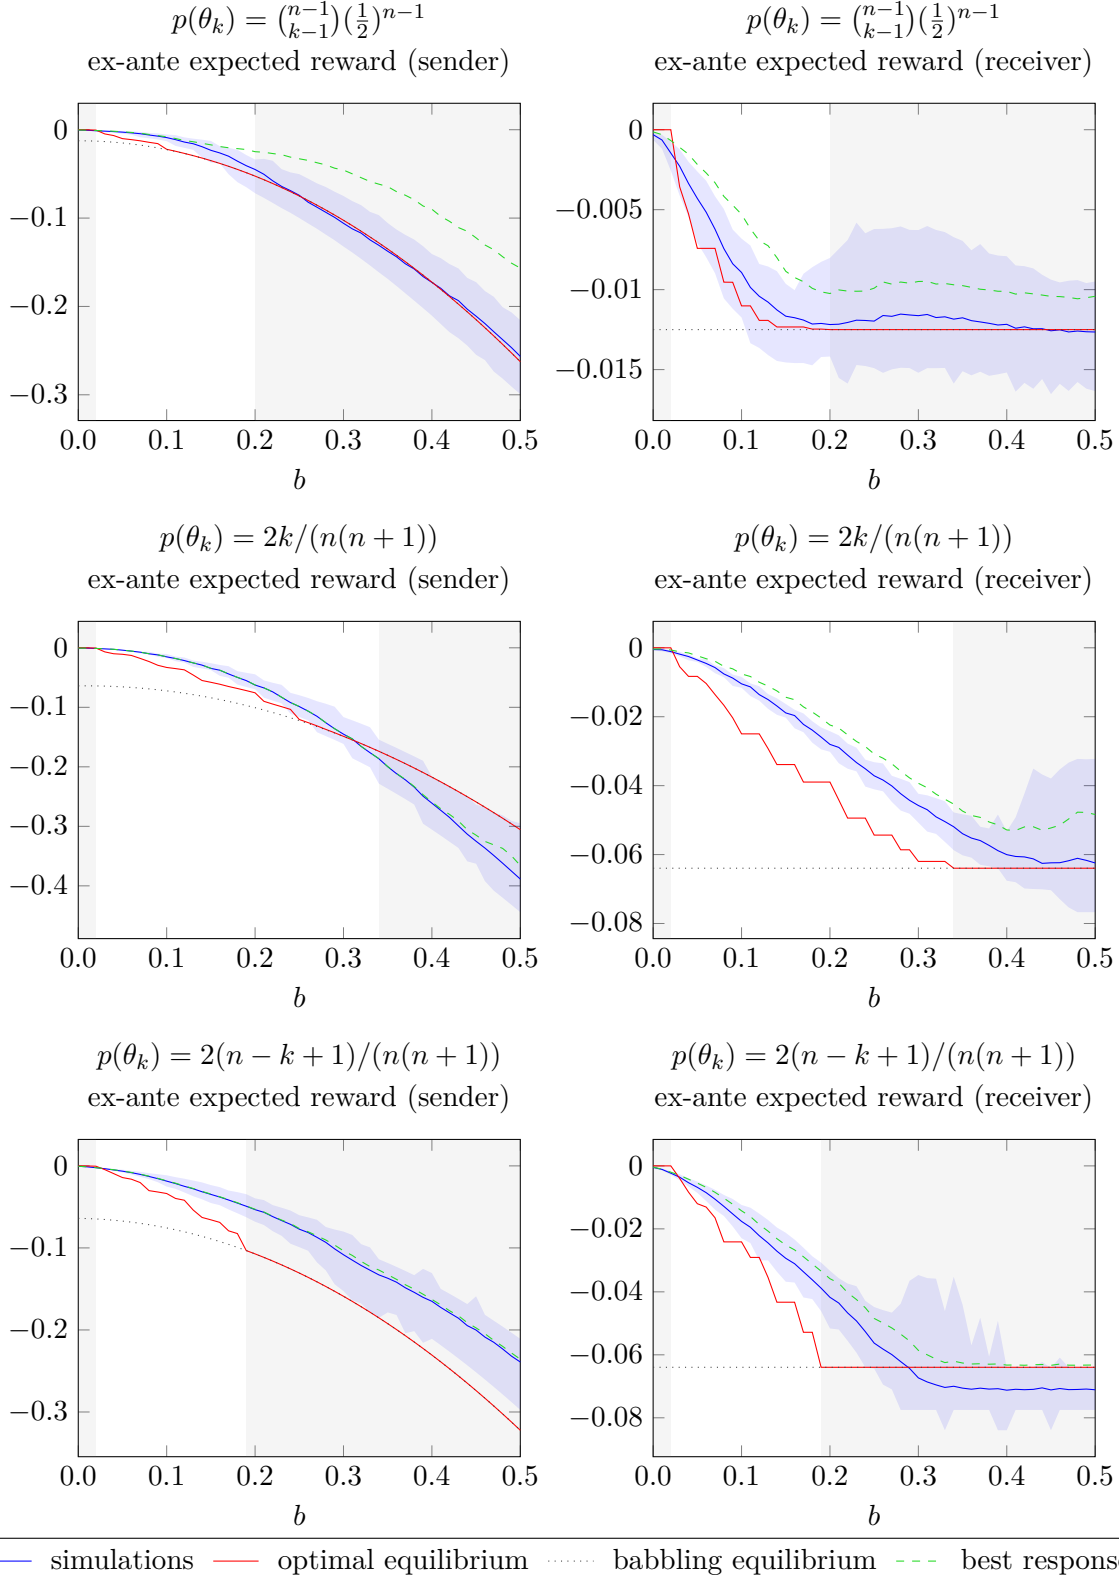 p(θ_k) = \binom{n-1}{k-1}(\frac{1}{2})^{n-1}
ex-ante expected reward (sender)
0
−0.1
−0.2
−0.3
0.0 0.1 0.2 0.3 0.4 0.5
b
p(θ_k) = \binom{n-1}{k-1}(\frac{1}{2})^{n-1}
ex-ante expected reward (receiver)
0
−0.005
−0.01
−0.015
0.0 0.1 0.2 0.3 0.4 0.5
b
p(θ_k) = 2k/(n(n + 1))
ex-ante expected reward (sender)
0
−0.1
−0.2
−0.3
−0.4
0.0 0.1 0.2 0.3 0.4 0.5
b
p(θ_k) = 2k/(n(n + 1))
ex-ante expected reward (receiver)
0
−0.02
−0.04
−0.06
−0.08
0.0 0.1 0.2 0.3 0.4 0.5
b
p(θ_k) = 2(n − k + 1)/(n(n + 1))
ex-ante expected reward (sender)
0
−0.1
−0.2
−0.3
0.0 0.1 0.2 0.3 0.4 0.5
b
p(θ_k) = 2(n − k + 1)/(n(n + 1))
ex-ante expected reward (receiver)
0
−0.02
−0.04
−0.06
−0.08
0.0 0.1 0.2 0.3 0.4 0.5
b
simulations optimal equilibrium babbling equilibrium best respons